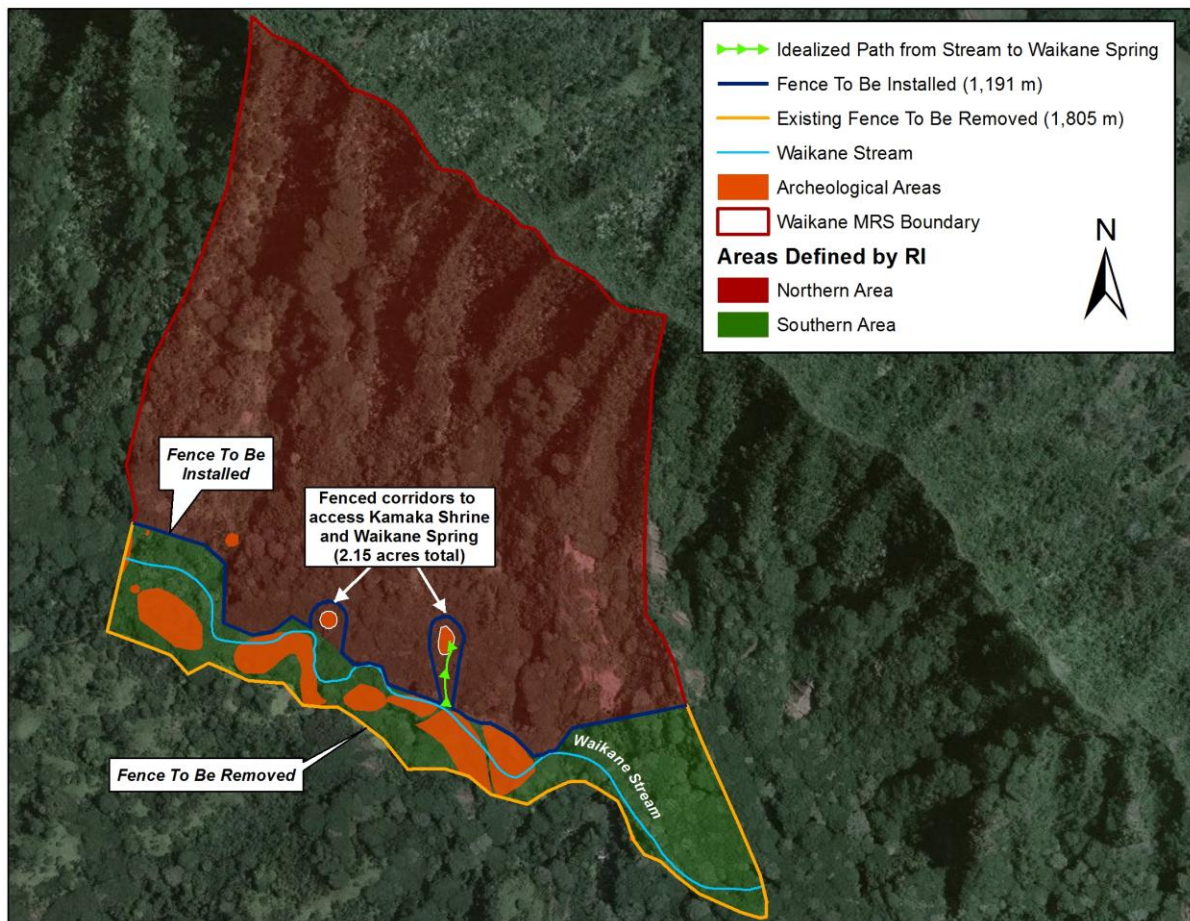 Idealized Path from Stream to Waikane Spring
Fence To Be Installed (1,191 m)
Existing Fence To Be Removed (1,805 m)
Waikane Stream
Archeological Areas
Waikane MRS Boundary
Areas Defined by RI
Northern Area
Southern Area
N
Fence To Be
Installed
Fenced corridors to
access Kamaka Shrine
and Waikane Spring
(2.15 acres total)
Fence To Be Removed
Waikane Stream